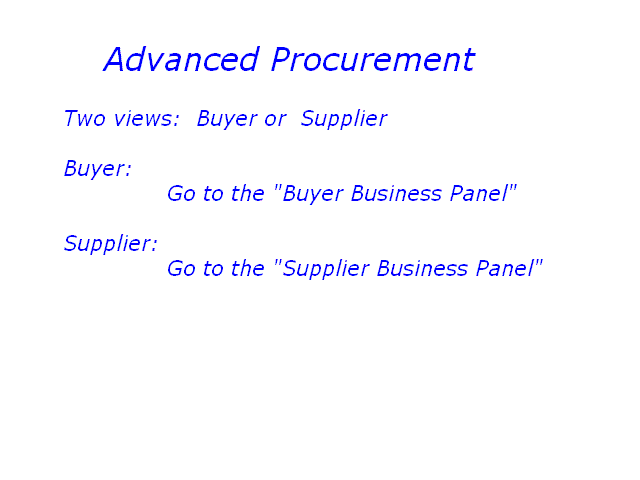 Advanced Procurement
Two views:  Buyer or  Supplier
Buyer:
Go to the "Buyer Business Panel"
Supplier:
Go to the "Supplier Business Panel"